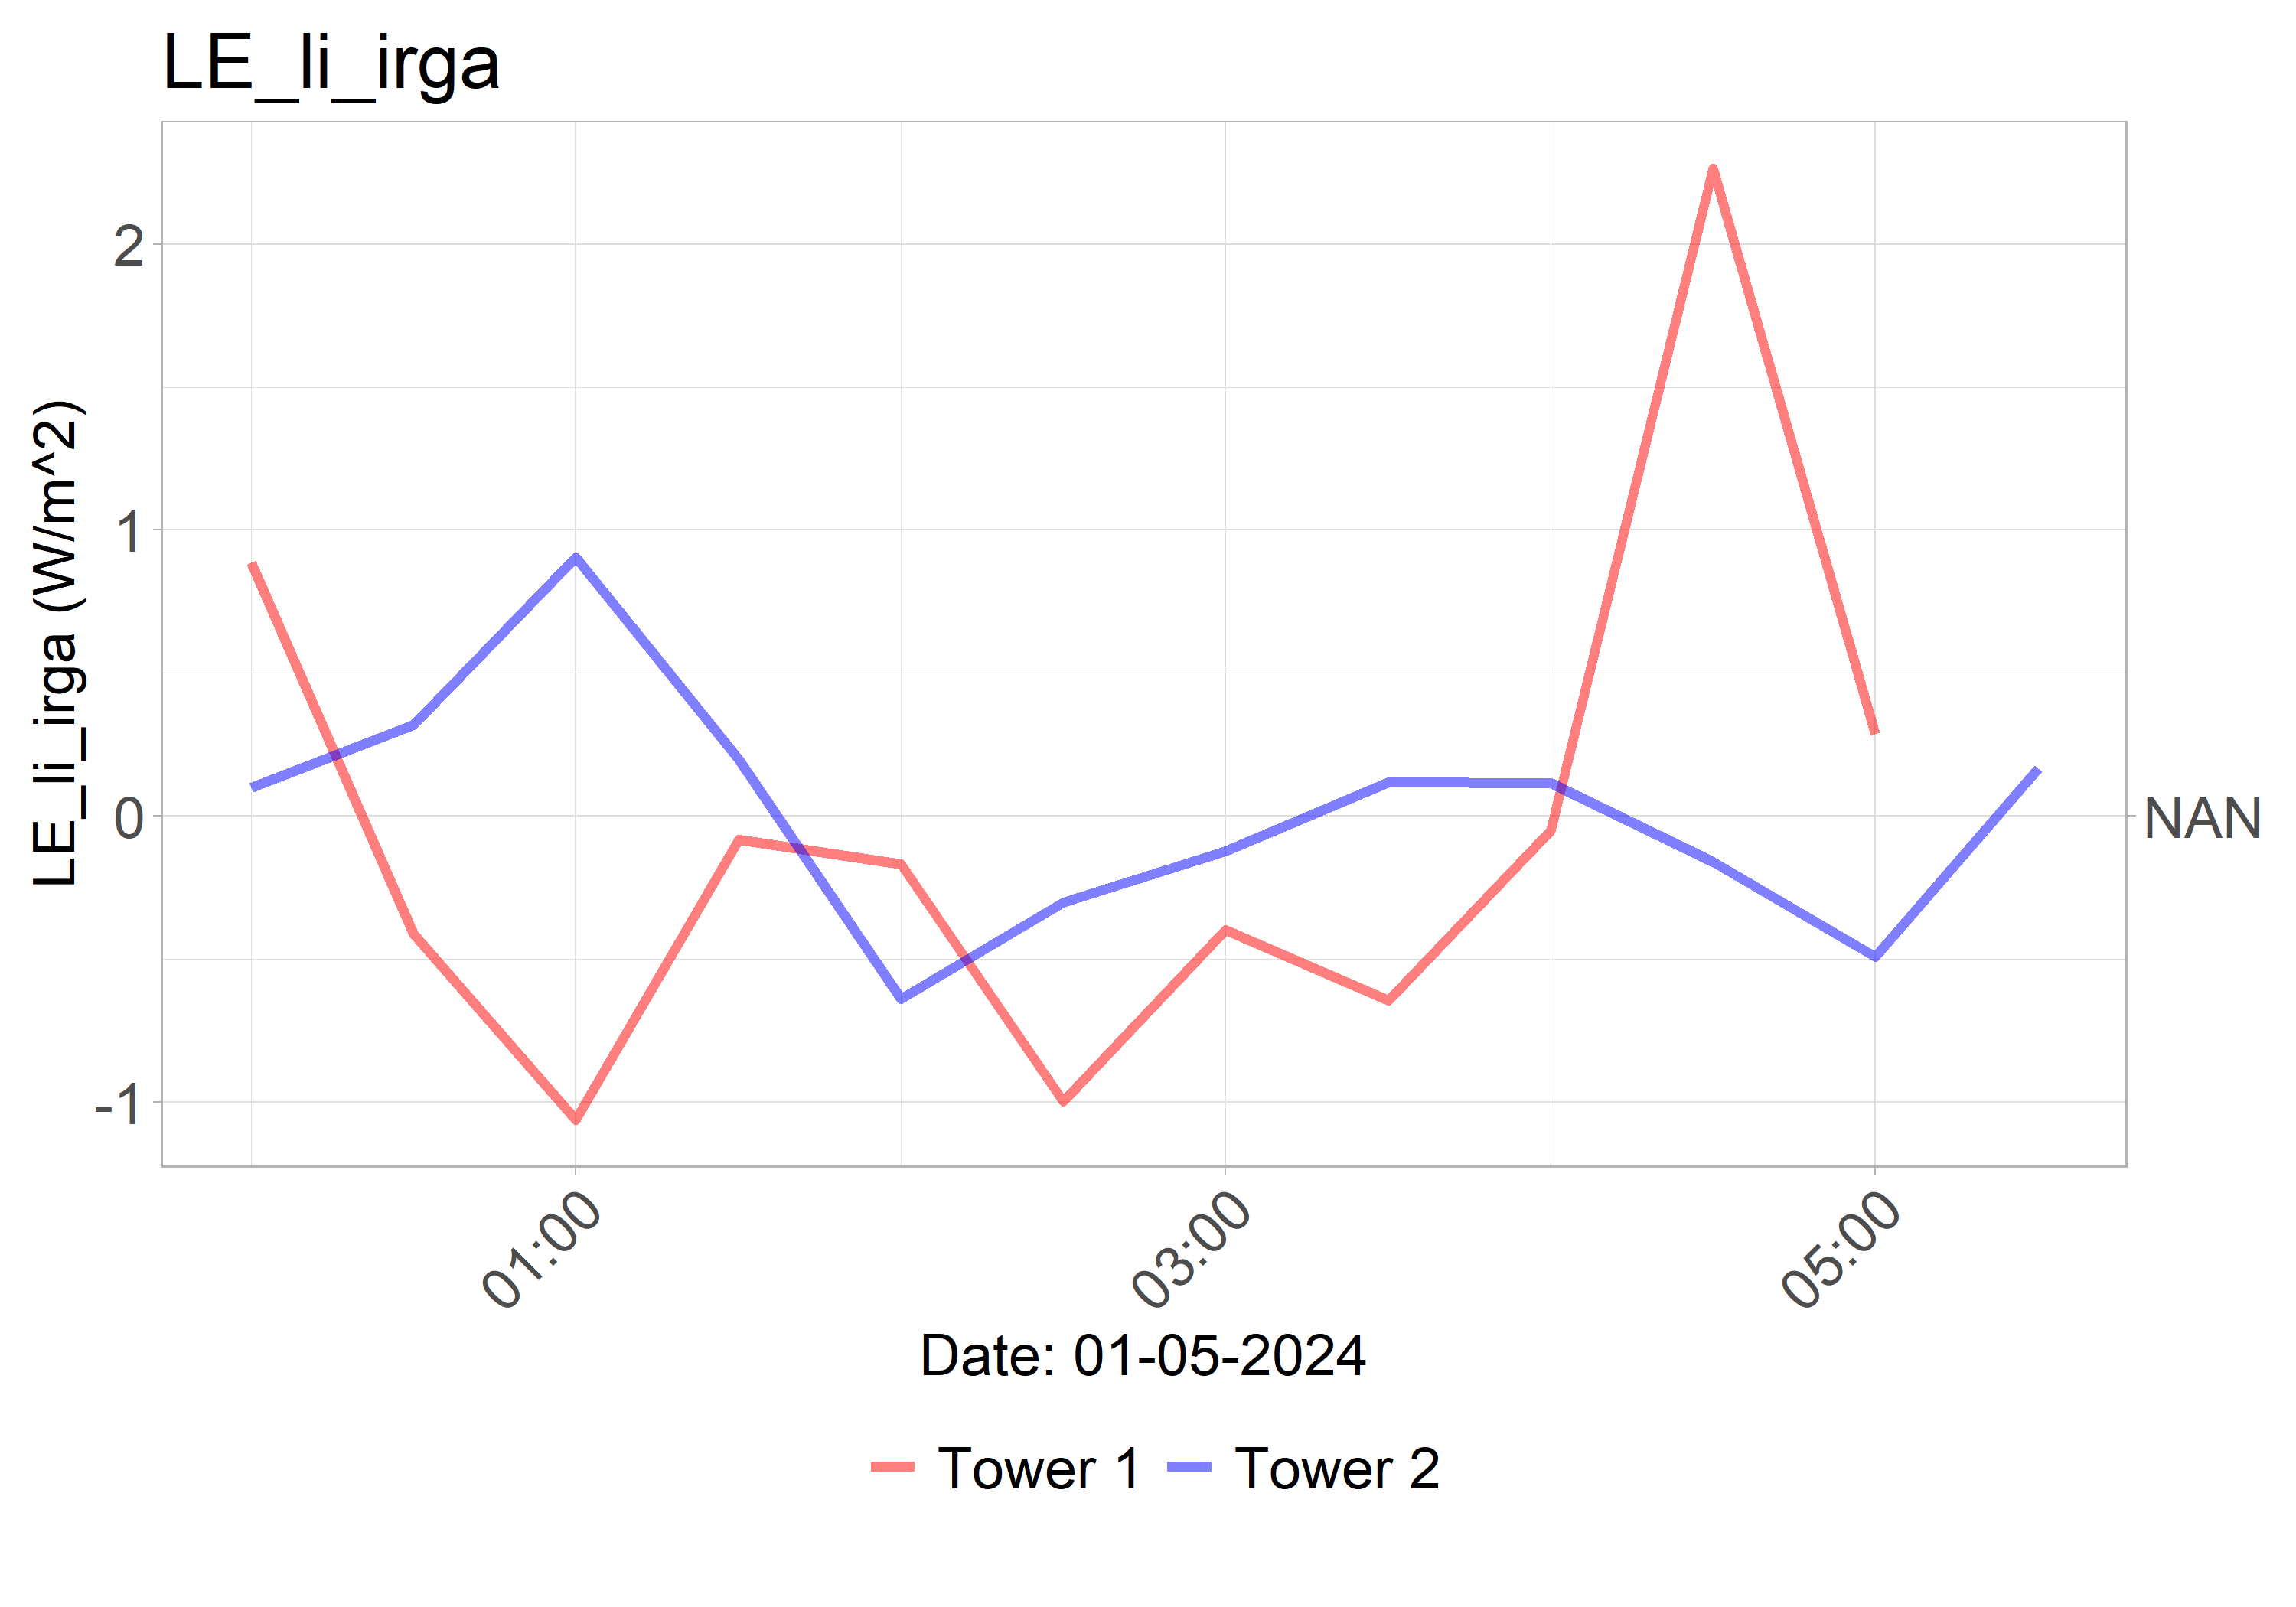 LE_li_irga
LE_li_irga (W/m^2)
2
1
0
-1
NAN
01:00
03:00
05:00
Date: 01-05-2024
Tower 1
Tower 2